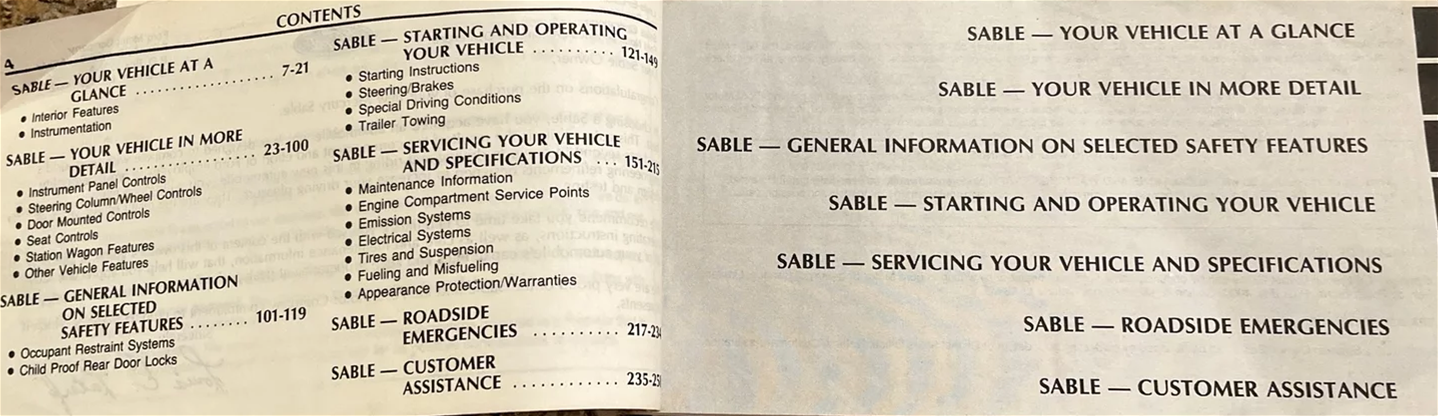 CONTENTS
4
SABLE — YOUR VEHICLE AT A
GLANCE .................... 7-21
• Interior Features
• Instrumentation
SABLE — YOUR VEHICLE IN MORE
DETAIL .................. 23-100
• Instrument Panel Controls
• Steering Column/Wheel Controls
• Door Mounted Controls
• Seat Controls
• Station Wagon Features
• Other Vehicle Features
SABLE — GENERAL INFORMATION
ON SELECTED
SAFETY FEATURES ........ 101-119
• Occupant Restraint Systems
• Child Proof Rear Door Locks
SABLE — STARTING AND OPERATING
YOUR VEHICLE .......... 121-149
• Starting Instructions
• Steering/Brakes
• Special Driving Conditions
• Trailer Towing
SABLE — SERVICING YOUR VEHICLE
AND SPECIFICATIONS ... 151-215
• Maintenance Information
• Engine Compartment Service Points
• Emission Systems
• Electrical Systems
• Tires and Suspension
• Fueling and Misfueling
• Appearance Protection/Warranties
SABLE — ROADSIDE
EMERGENCIES .......... 217-
SABLE — CUSTOMER
ASSISTANCE ............ 235-
SABLE — YOUR VEHICLE AT A GLANCE
SABLE — YOUR VEHICLE IN MORE DETAIL
SABLE — GENERAL INFORMATION ON SELECTED SAFETY FEATURES
SABLE — STARTING AND OPERATING YOUR VEHICLE
SABLE — SERVICING YOUR VEHICLE AND SPECIFICATIONS
SABLE — ROADSIDE EMERGENCIES
SABLE — CUSTOMER ASSISTANCE